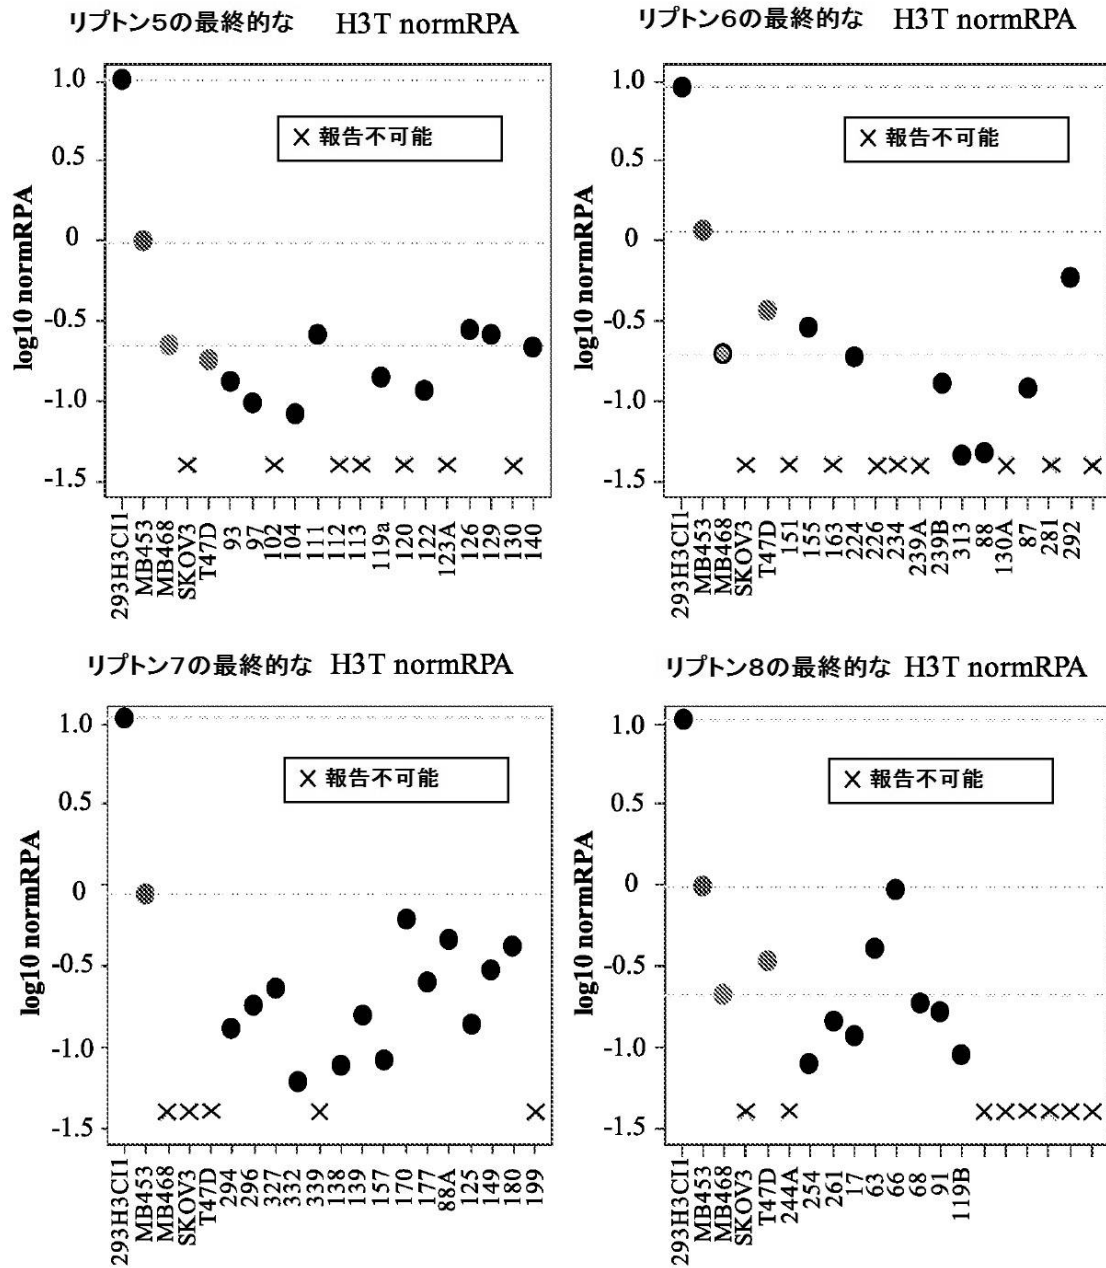 リプトン5の最終的な H3T normRPA
log10 normRPA
1.0
0.5
0
-0.5
-1.0
-1.5
× 報告不可能
293H3CI1
MB453
MB468
SKOV3
T47D
93
97
102
104
111
112
113
119a
120
122
123A
126
129
130
140
リプトン6の最終的な H3T normRPA
log10 normRPA
1.0
0.5
0
-0.5
-1.0
-1.5
× 報告不可能
293H3CI1
MB453
MB468
SKOV3
T47D
151
155
163
224
226
234
239A
239B
313
88
130A
87
281
292
リプトン7の最終的な H3T normRPA
log10 normRPA
1.0
0.5
0
-0.5
-1.0
-1.5
× 報告不可能
293H3CI1
MB453
MB468
SKOV3
T47D
294
296
327
332
339
138
139
157
170
177
88A
125
149
180
199
リプトン8の最終的な H3T normRPA
log10 normRPA
1.0
0.5
0
-0.5
-1.0
-1.5
× 報告不可能
293H3CI1
MB453
MB468
SKOV3
T47D
244A
254
261
17
63
66
68
91
119B